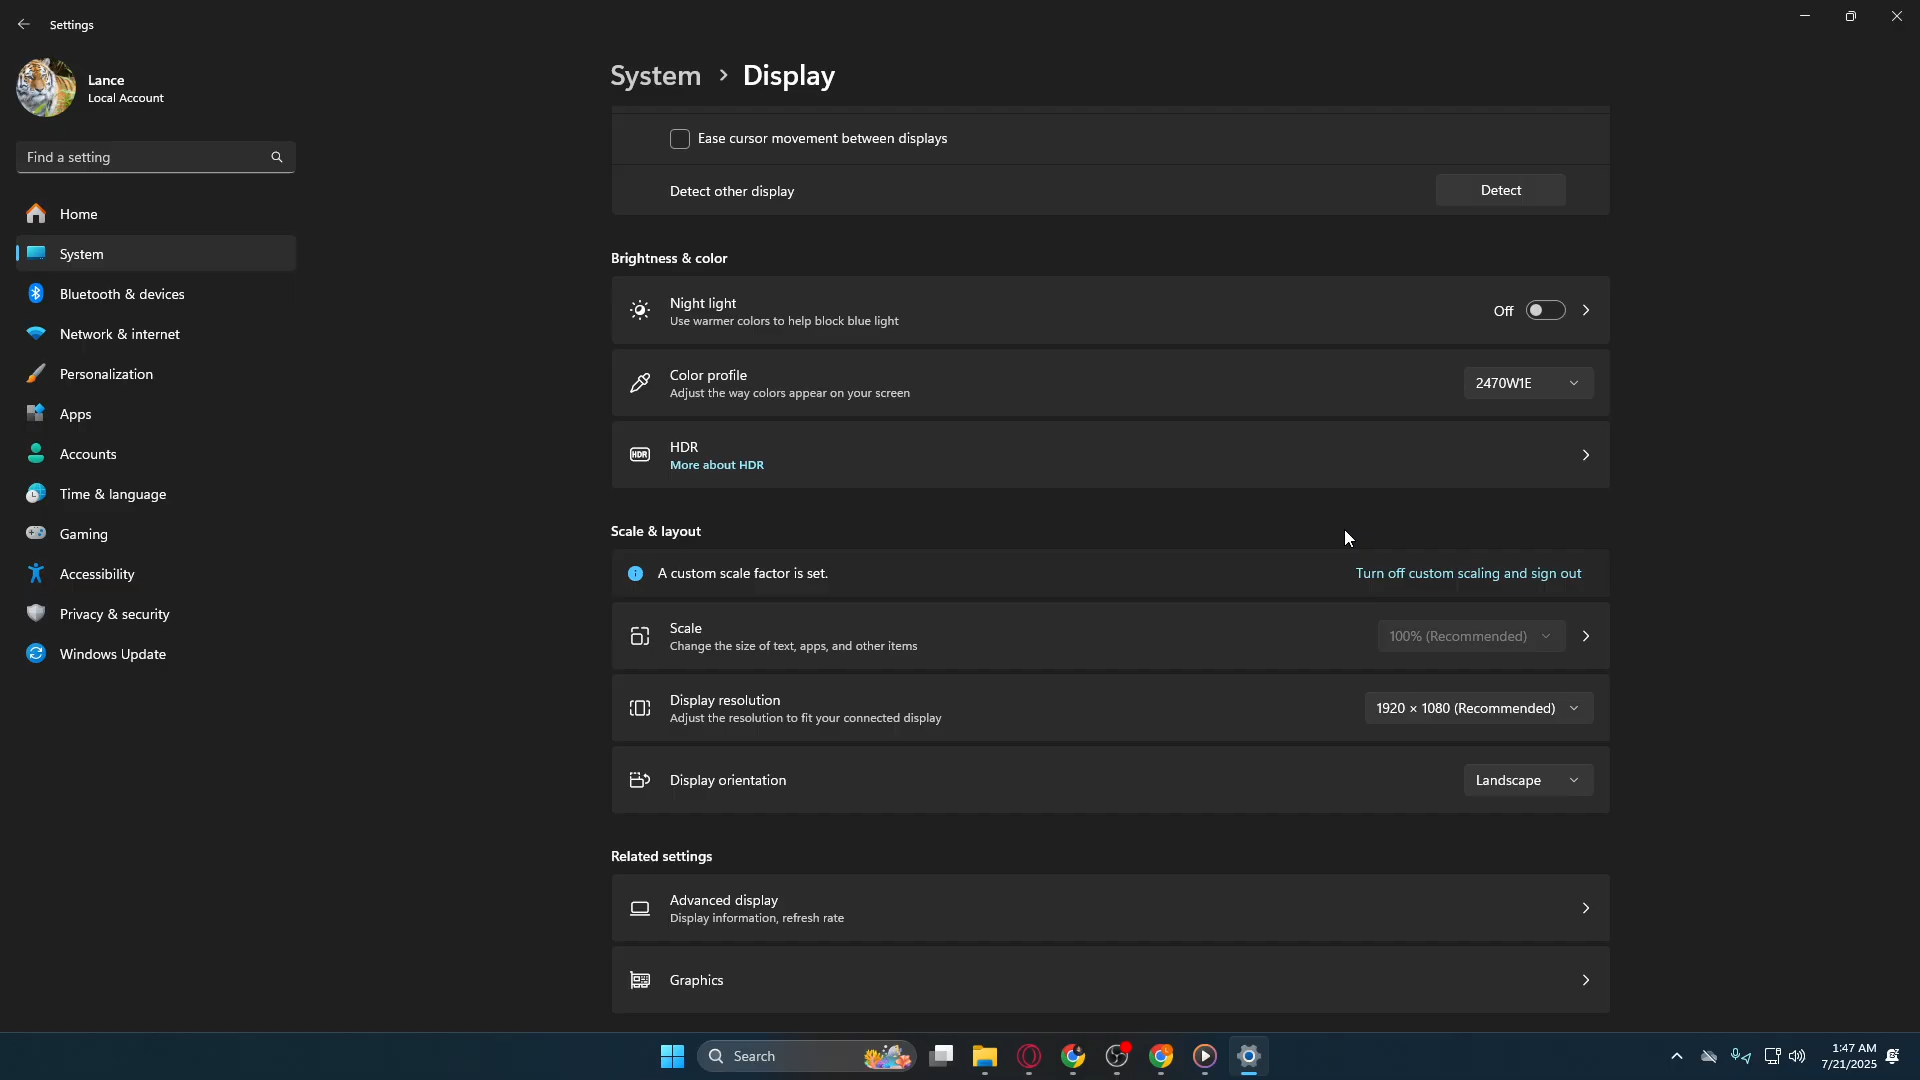 Settings
Lance
Local Account
Find a setting
Home
System
Bluetooth & devices
Network & internet
Personalization
Apps
Accounts
Time & language
Gaming
Accessibility
Privacy & security
Windows Update
System > Display
Ease cursor movement between displays
Detect other display
Detect
Brightness & color
Night light
Use warmer colors to help block blue light
Off
Color profile
Adjust the way colors appear on your screen
2470W1E
HDR
HDR
More about HDR
Scale & layout
A custom scale factor is set.
Turn off custom scaling and sign out
Scale
Change the size of text, apps, and other items
100% (Recommended)
Display resolution
Adjust the resolution to fit your connected display
1920 × 1080 (Recommended)
Display orientation
Landscape
Related settings
Advanced display
Display information, refresh rate
Graphics
Search
1:47 AM
7/21/2025